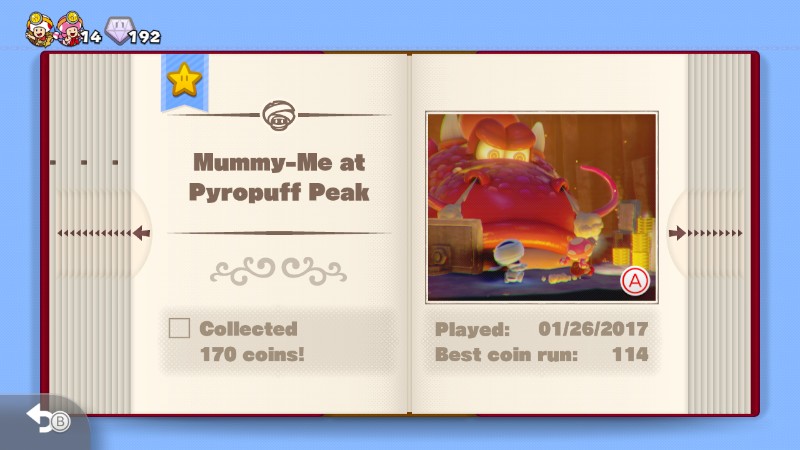 14 192
Mummy-Me at
Pyropuff Peak
Collected
170 coins!
A
Played: 01/26/2017
Best coin run: 114
B